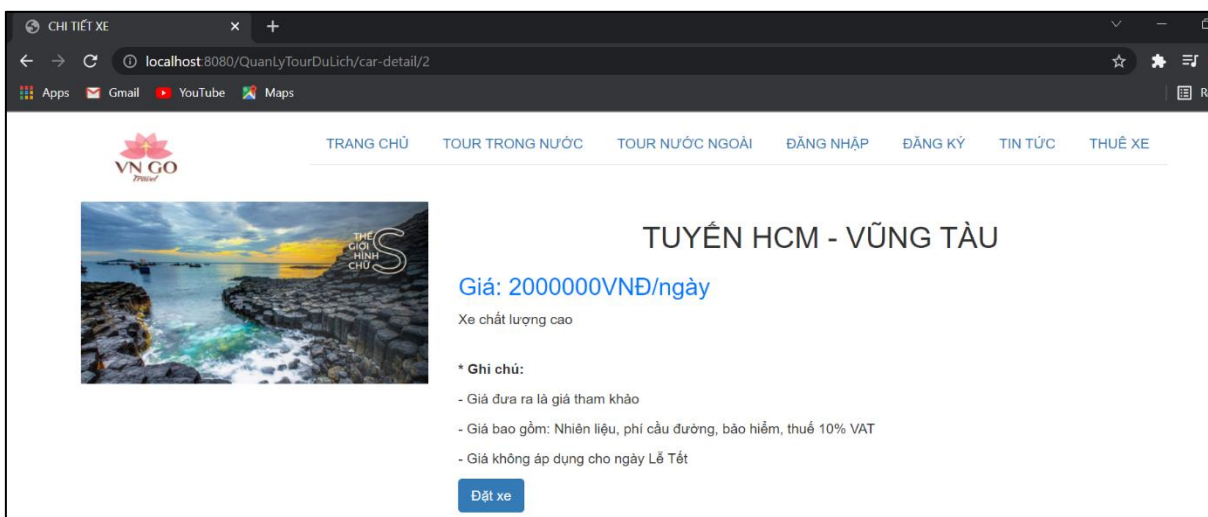 CHI TIẾT XE
localhost:8080/QuanLyTourDuLich/car-detail/2
Apps Gmail YouTube Maps
VN GO
Travel
TRANG CHỦ TOUR TRONG NƯỚC TOUR NƯỚC NGOÀI ĐĂNG NHẬP ĐĂNG KÝ TIN TỨC THUÊ XE
THẾ
GIỚI
HÌNH
CHỮ S
TUYẾN HCM - VŨNG TÀU
Giá: 2000000VNĐ/ngày
Xe chất lượng cao
* Ghi chú:
- Giá đưa ra là giá tham khảo
- Giá bao gồm: Nhiên liệu, phí cầu đường, bảo hiểm, thuế 10% VAT
- Giá không áp dụng cho ngày Lễ Tết
Đặt xe